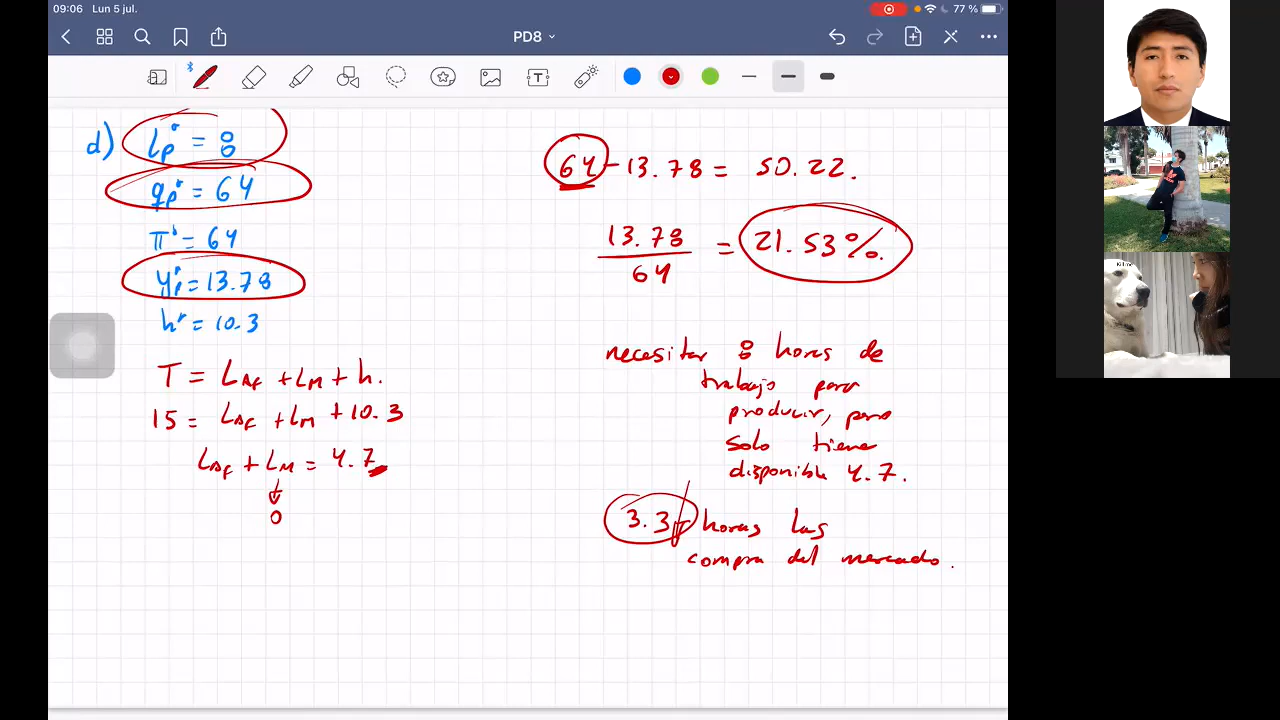 09:06 Lun 5 jul.
77 %
PD8
d) Lp* = 8
qp* = 64
π* = 64
yp* = 13.78
h* = 10.3
T = LAF + LM + h.
15 = LAF + LM + 10.3
LAF + LM = 4.7
↓
0
64 - 13.78 = 50.22.
13.78
64
= 21.53%.
necesitar 8 horas de
trabajo para
producir, pero
solo tiene
disponible 4.7.
3.3 horas las
compra del mercado.